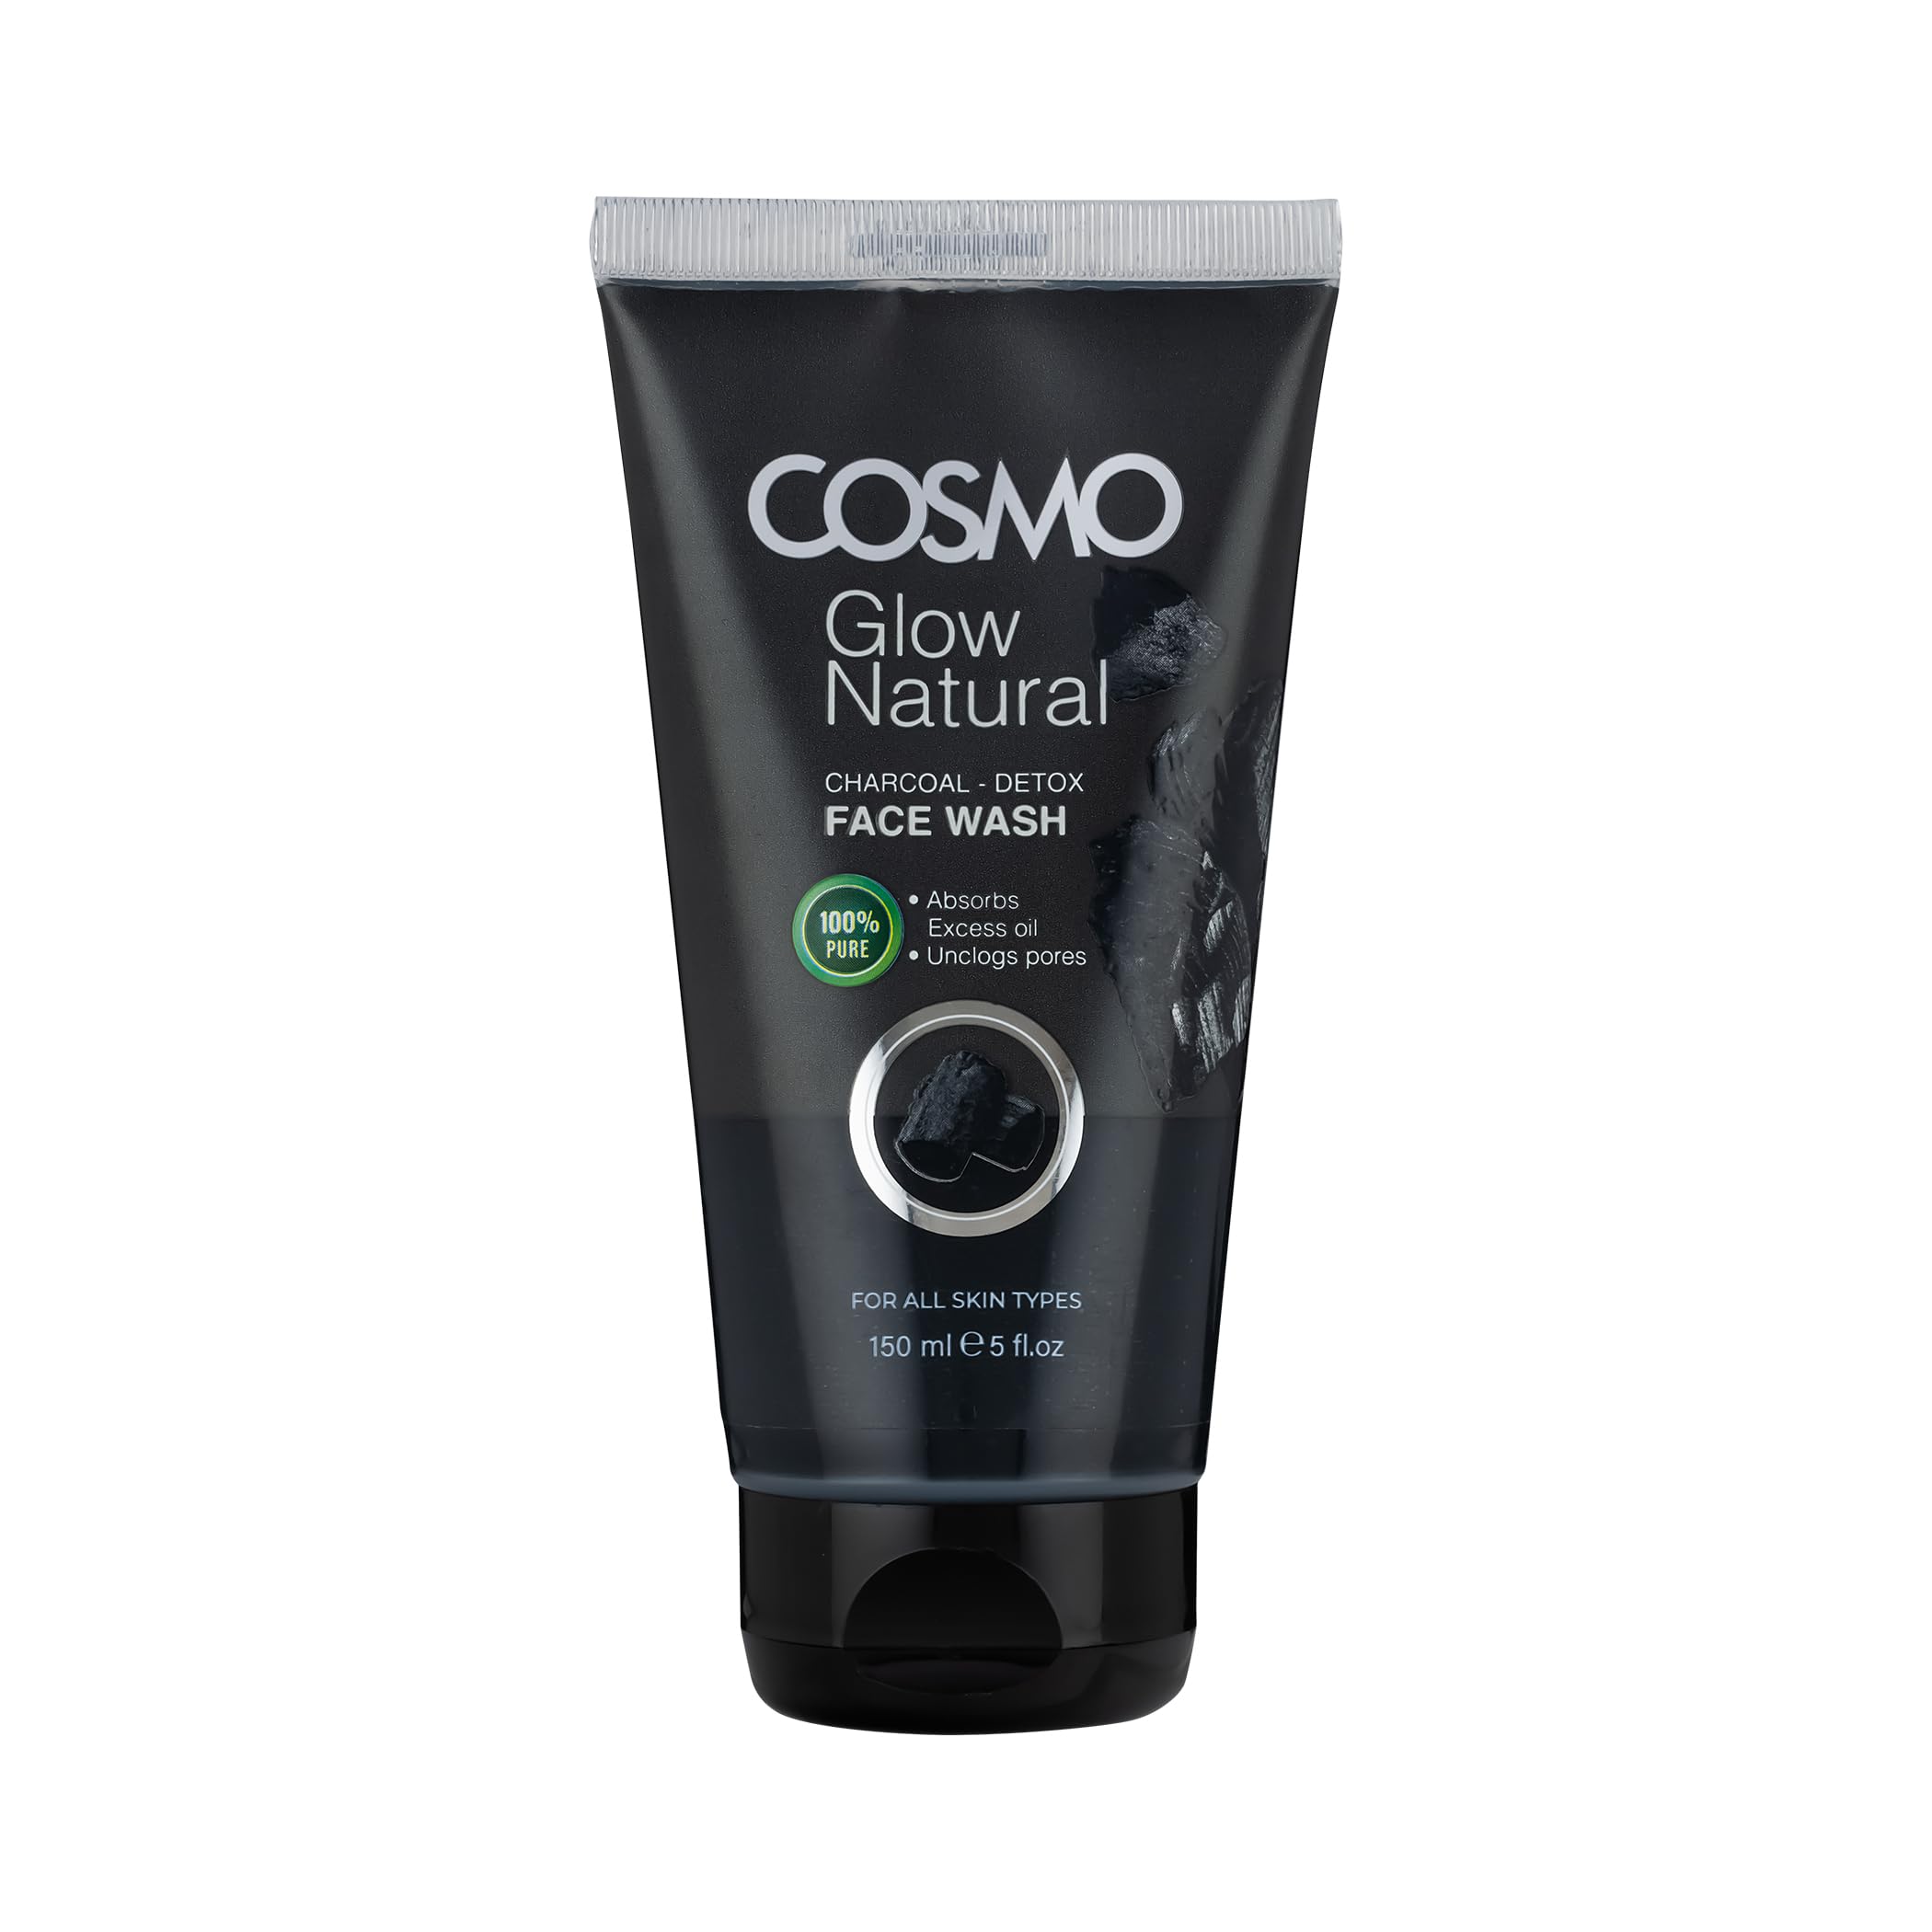 COSMO
Glow
Natural
CHARCOAL - DETOX
FACE WASH
100%
PURE
• Absorbs
Excess oil
• Unclogs pores
FOR ALL SKIN TYPES
150 ml ℮ 5 fl.oz